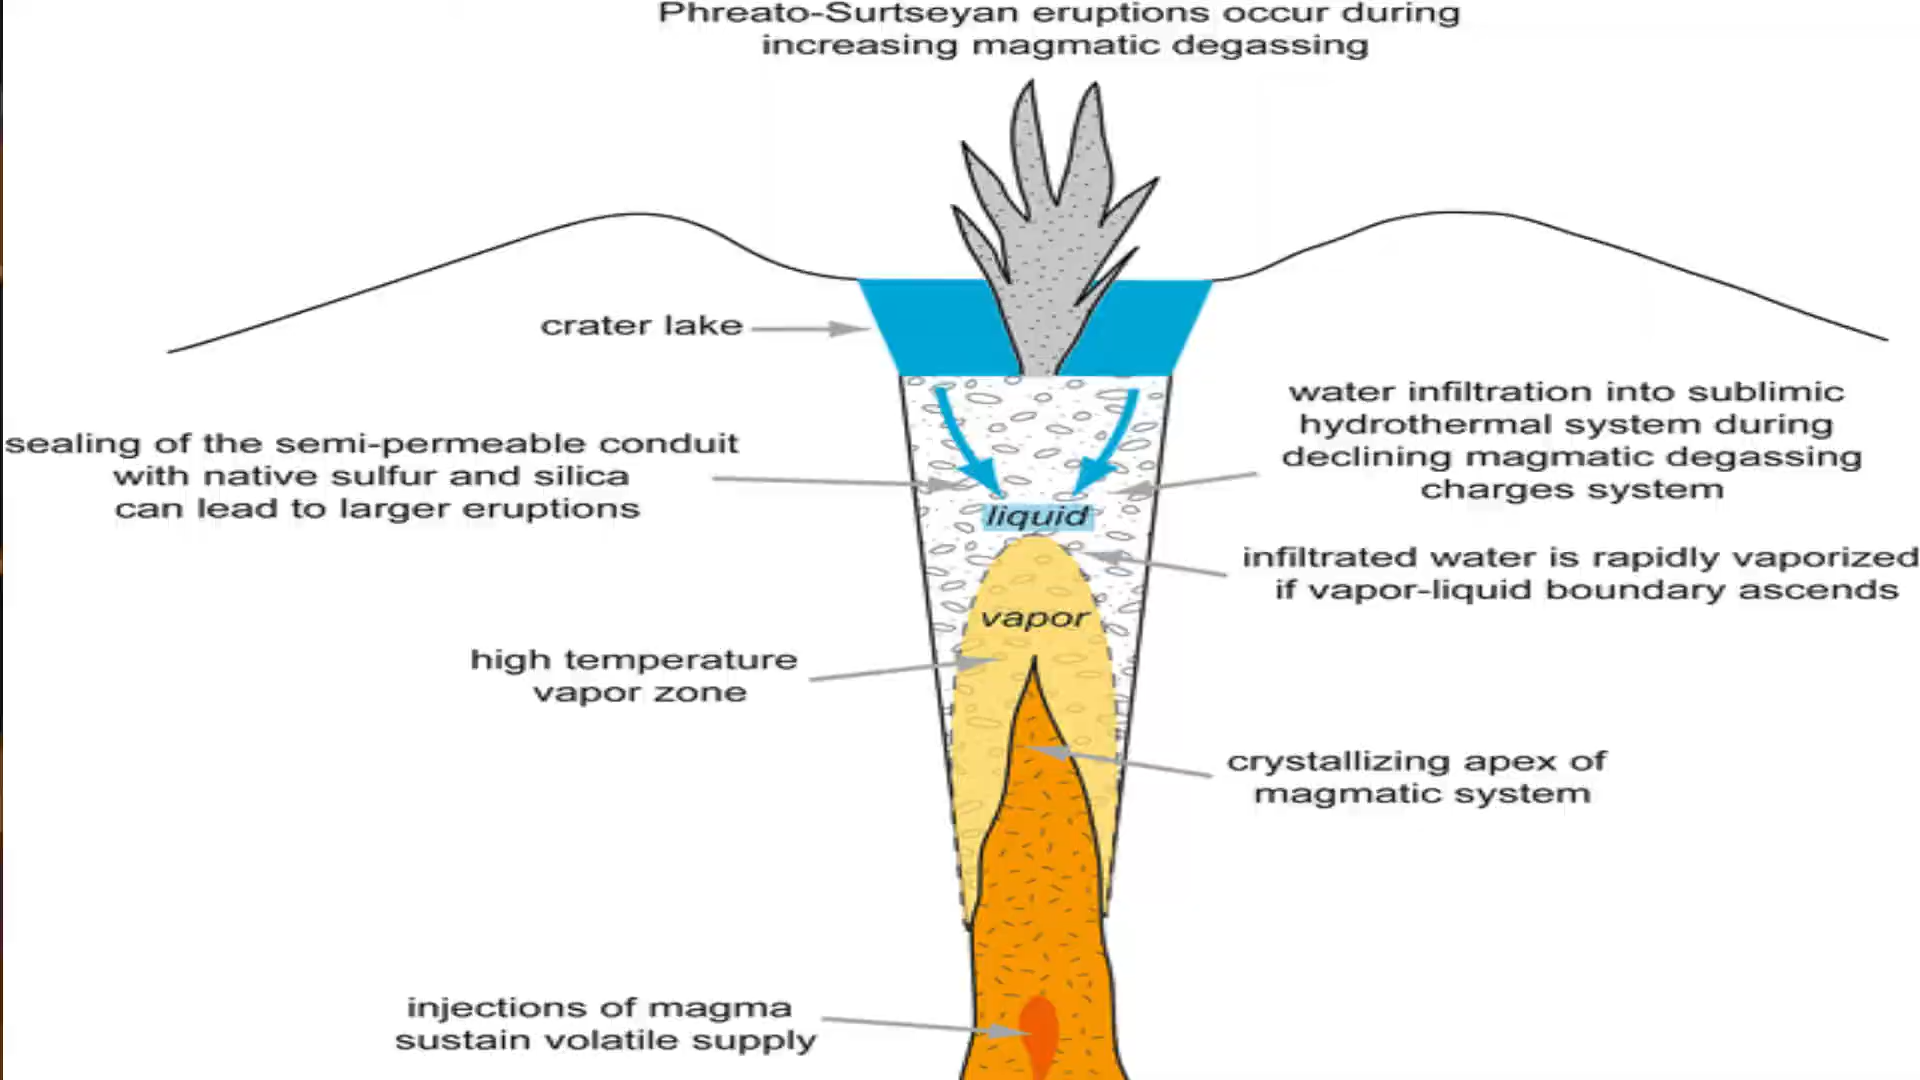 Phreato-Surtseyan eruptions occur during
increasing magmatic degassing
crater lake
water infiltration into sublimic
hydrothermal system during
declining magmatic degassing
charges system
sealing of the semi-permeable conduit
with native sulfur and silica
can lead to larger eruptions
liquid
infiltrated water is rapidly vaporized
if vapor-liquid boundary ascends
vapor
high temperature
vapor zone
crystallizing apex of
magmatic system
injections of magma
sustain volatile supply